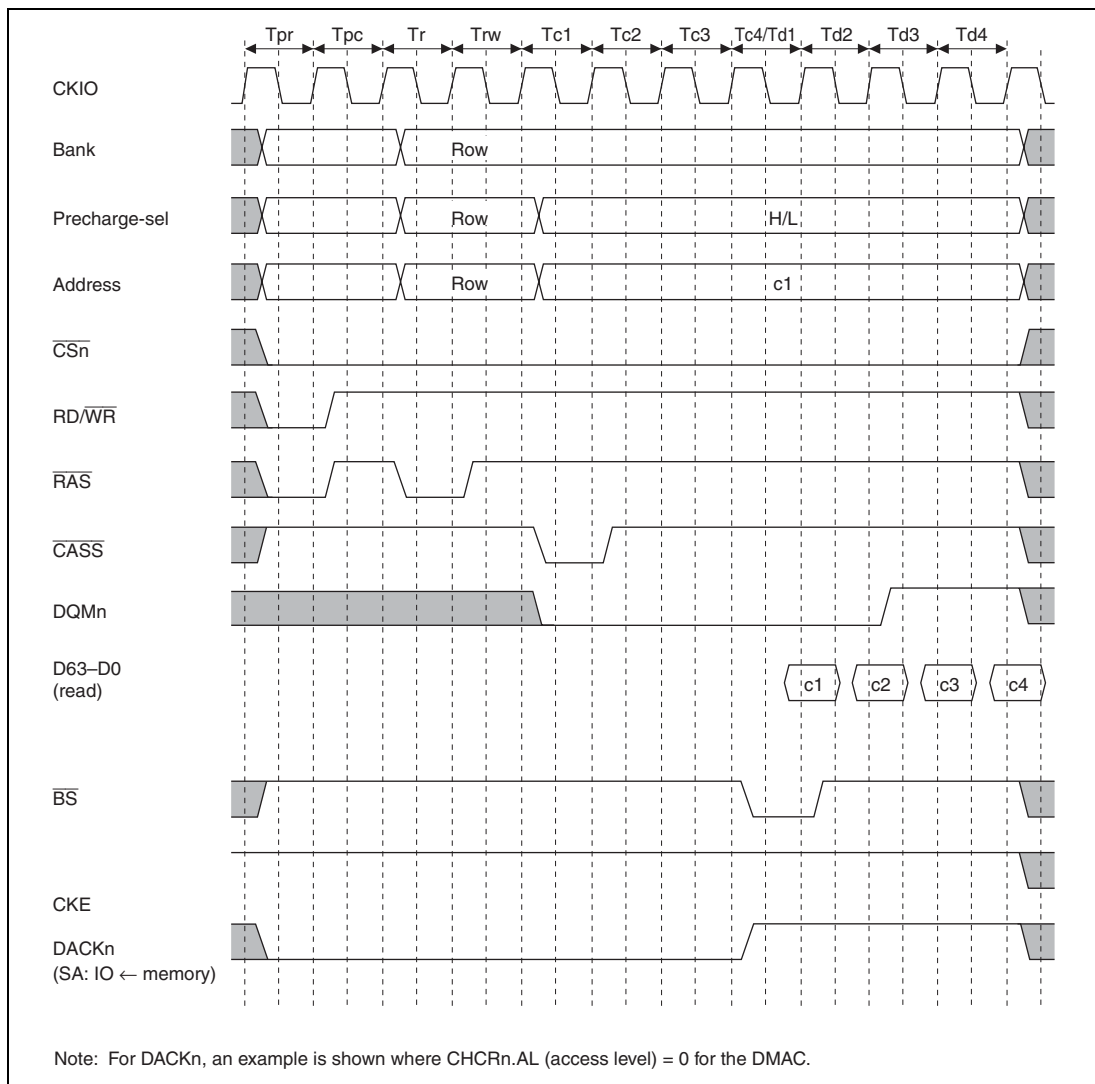 Tpr Tpc Tr Trw Tc1 Tc2 Tc3 Tc4/Td1 Td2 Td3 Td4
CKIO
Bank Row
Precharge-sel Row H/L
Address Row c1
CSn
RD/WR
RAS
CASS
DQMn
D63–D0
(read)
c1 c2 c3 c4
BS
CKE
DACKn
(SA: IO ← memory)
Note: For DACKn, an example is shown where CHCRn.AL (access level) = 0 for the DMAC.